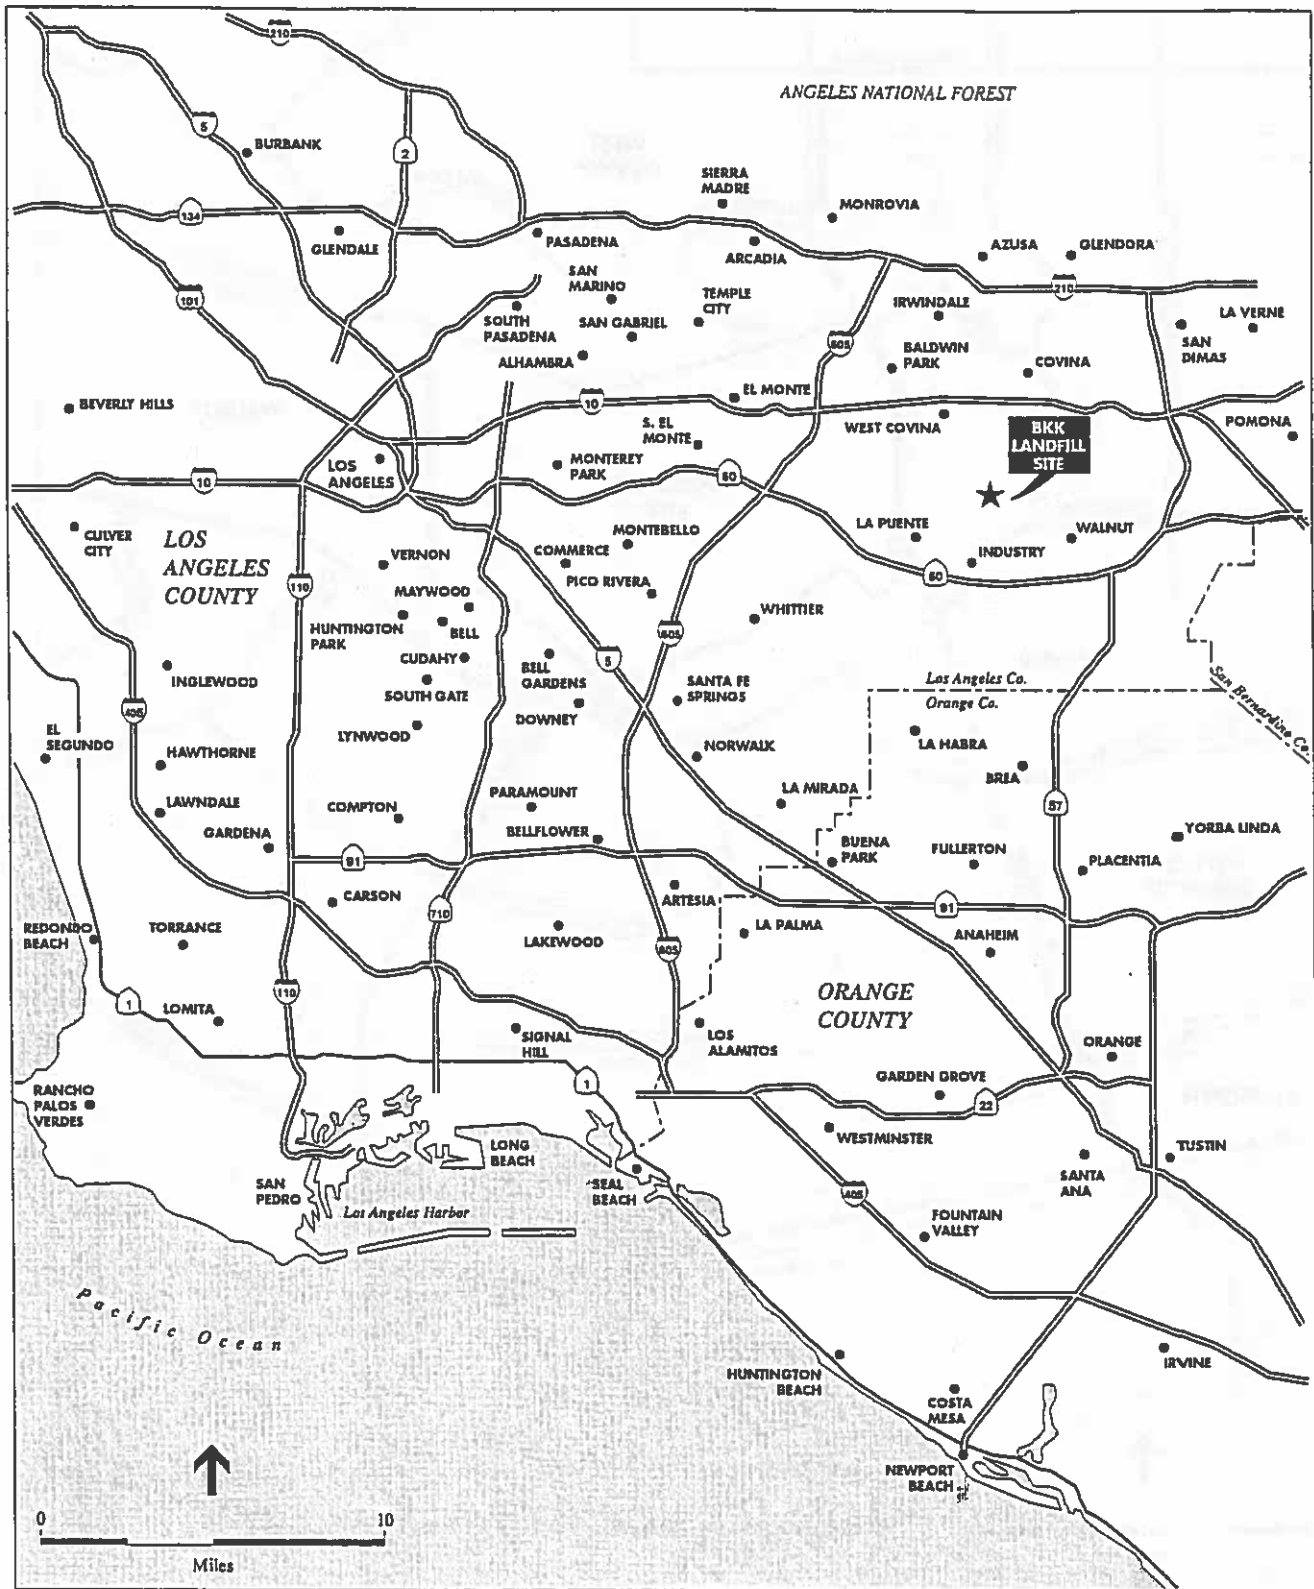 210
ANGELES NATIONAL FOREST
5
BURBANK
2
SIERRA
MADRE
MONROVIA
134
GLENDALE
PASADENA
ARCADIA
AZUSA
GLENDORA
SAN
MARINO
TEMPLE
CITY
210
101
IRWINDALE
LA VERNE
SOUTH
PASADENA
SAN GABRIEL
605
SAN
DIMAS
ALHAMBRA
BALDWIN
PARK
COVINA
BEVERLY HILLS
10
EL MONTE
WEST COVINA
POMONA
S. EL
MONTE
BKK
LANDFILL
SITE
LOS
ANGELES
MONTEREY
PARK
10
60
CULVER
CITY
LOS
ANGELES
COUNTY
MONTEBELLO
LA PUENTE
WALNUT
VERNON
COMMERCE
INDUSTRY
110
MAYWOOD
PICO RIVERA
60
HUNTINGTON
PARK
BELL
WHITTIER
605
CUDAHY
BELL
GARDENS
5
INGLEWOOD
SOUTH GATE
SANTA FE
SPRINGS
Los Angeles Co.
Orange Co.
San Bernardino Co.
405
DOWNEY
EL
SEGUNDO
LYNWOOD
HAWTHORNE
NORWALK
LA HABRA
BREA
LAWNDALE
COMPTON
PARAMOUNT
LA MIRADA
57
GARDENA
BELLFLOWER
BUENA
PARK
FULLERTON
YORBA LINDA
91
PLACENTIA
CARSON
710
ARTESIA
91
REDONDO
BEACH
TORRANCE
LAKEWOOD
LA PALMA
ANAHEIM
605
110
1
LOMITA
ORANGE
COUNTY
SIGNAL
HILL
LOS
ALAMITOS
ORANGE
RANCHO
PALOS
VERDES
1
GARDEN GROVE
22
WESTMINSTER
LONG
BEACH
TUSTIN
SAN
PEDRO
SEAL
BEACH
SANTA
ANA
405
Los Angeles Harbor
FOUNTAIN
VALLEY
Pacific Ocean
IRVINE
HUNTINGTON
BEACH
COSTA
MESA
NEWPORT
BEACH
0 10
Miles